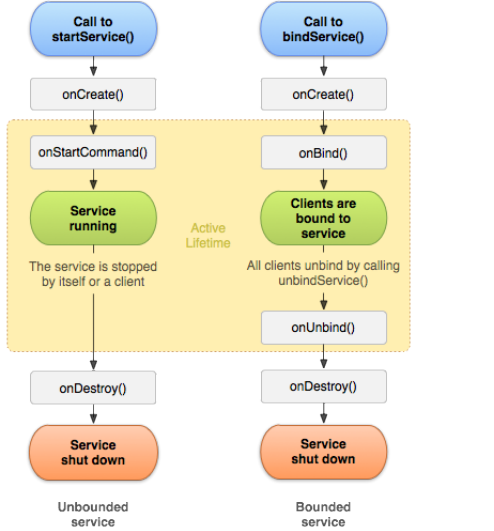 Call to
startService()
onCreate()
onStartCommand()
Service
running
The service is stopped
by itself or a client
onDestroy()
Service
shut down
Unbounded
service
Active
Lifetime
Call to
bindService()
onCreate()
onBind()
Clients are
bound to
service
All clients unbind by calling
unbindService()
onUnbind()
onDestroy()
Service
shut down
Bounded
service